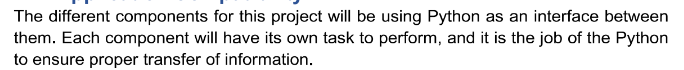 The different components for this project will be using Python as an interface between
them. Each component will have its own task to perform, and it is the job of the Python
to ensure proper transfer of information.